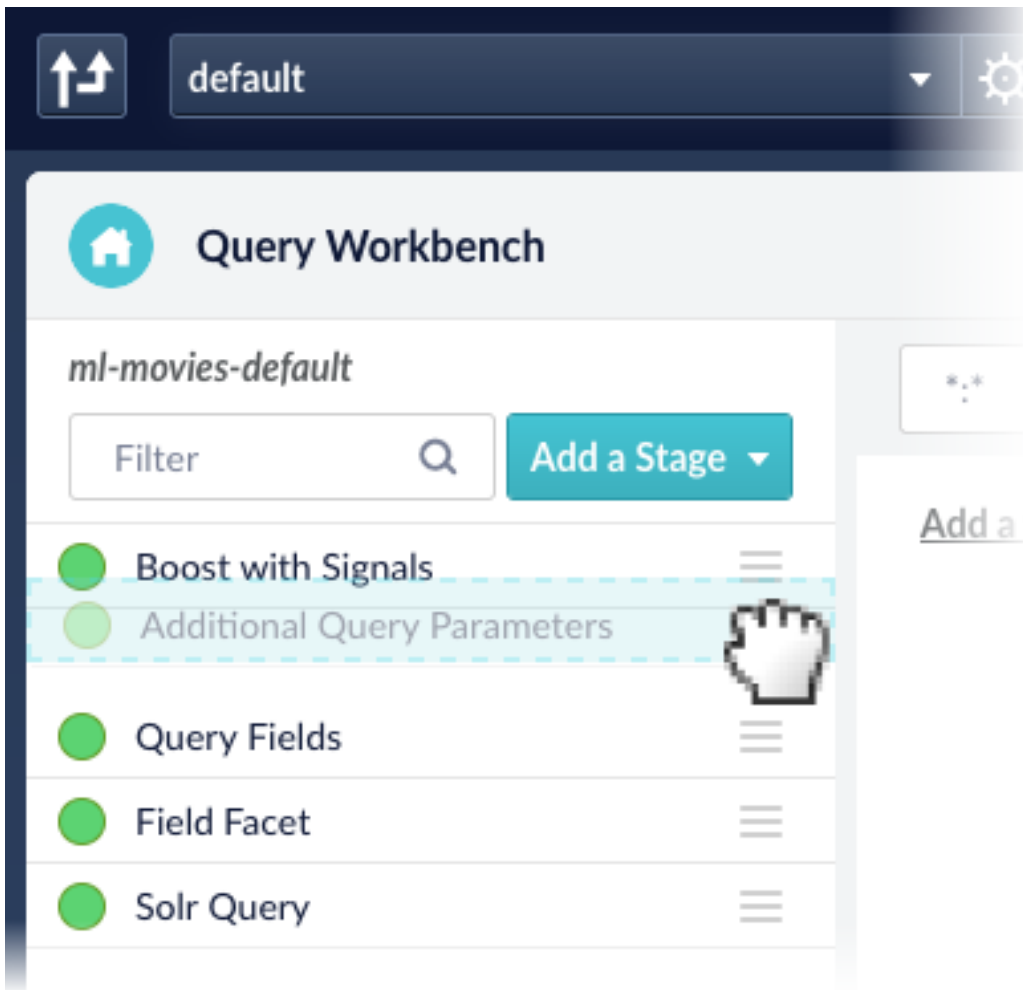 default
Query Workbench
ml-movies-default
*:*
Filter
Add a Stage
Add a
Boost with Signals
Additional Query Parameters
Query Fields
Field Facet
Solr Query